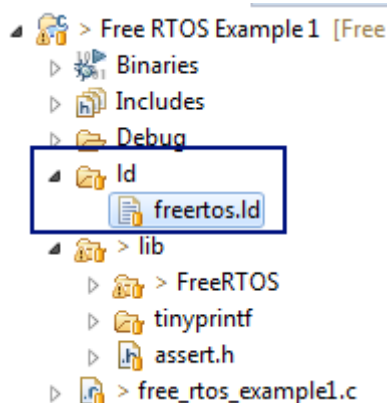 > Free RTOS Example 1 [Free
Binaries
Includes
Debug
ld
freertos.ld
> lib
> FreeRTOS
tinyprintf
assert.h
> free_rtos_example1.c